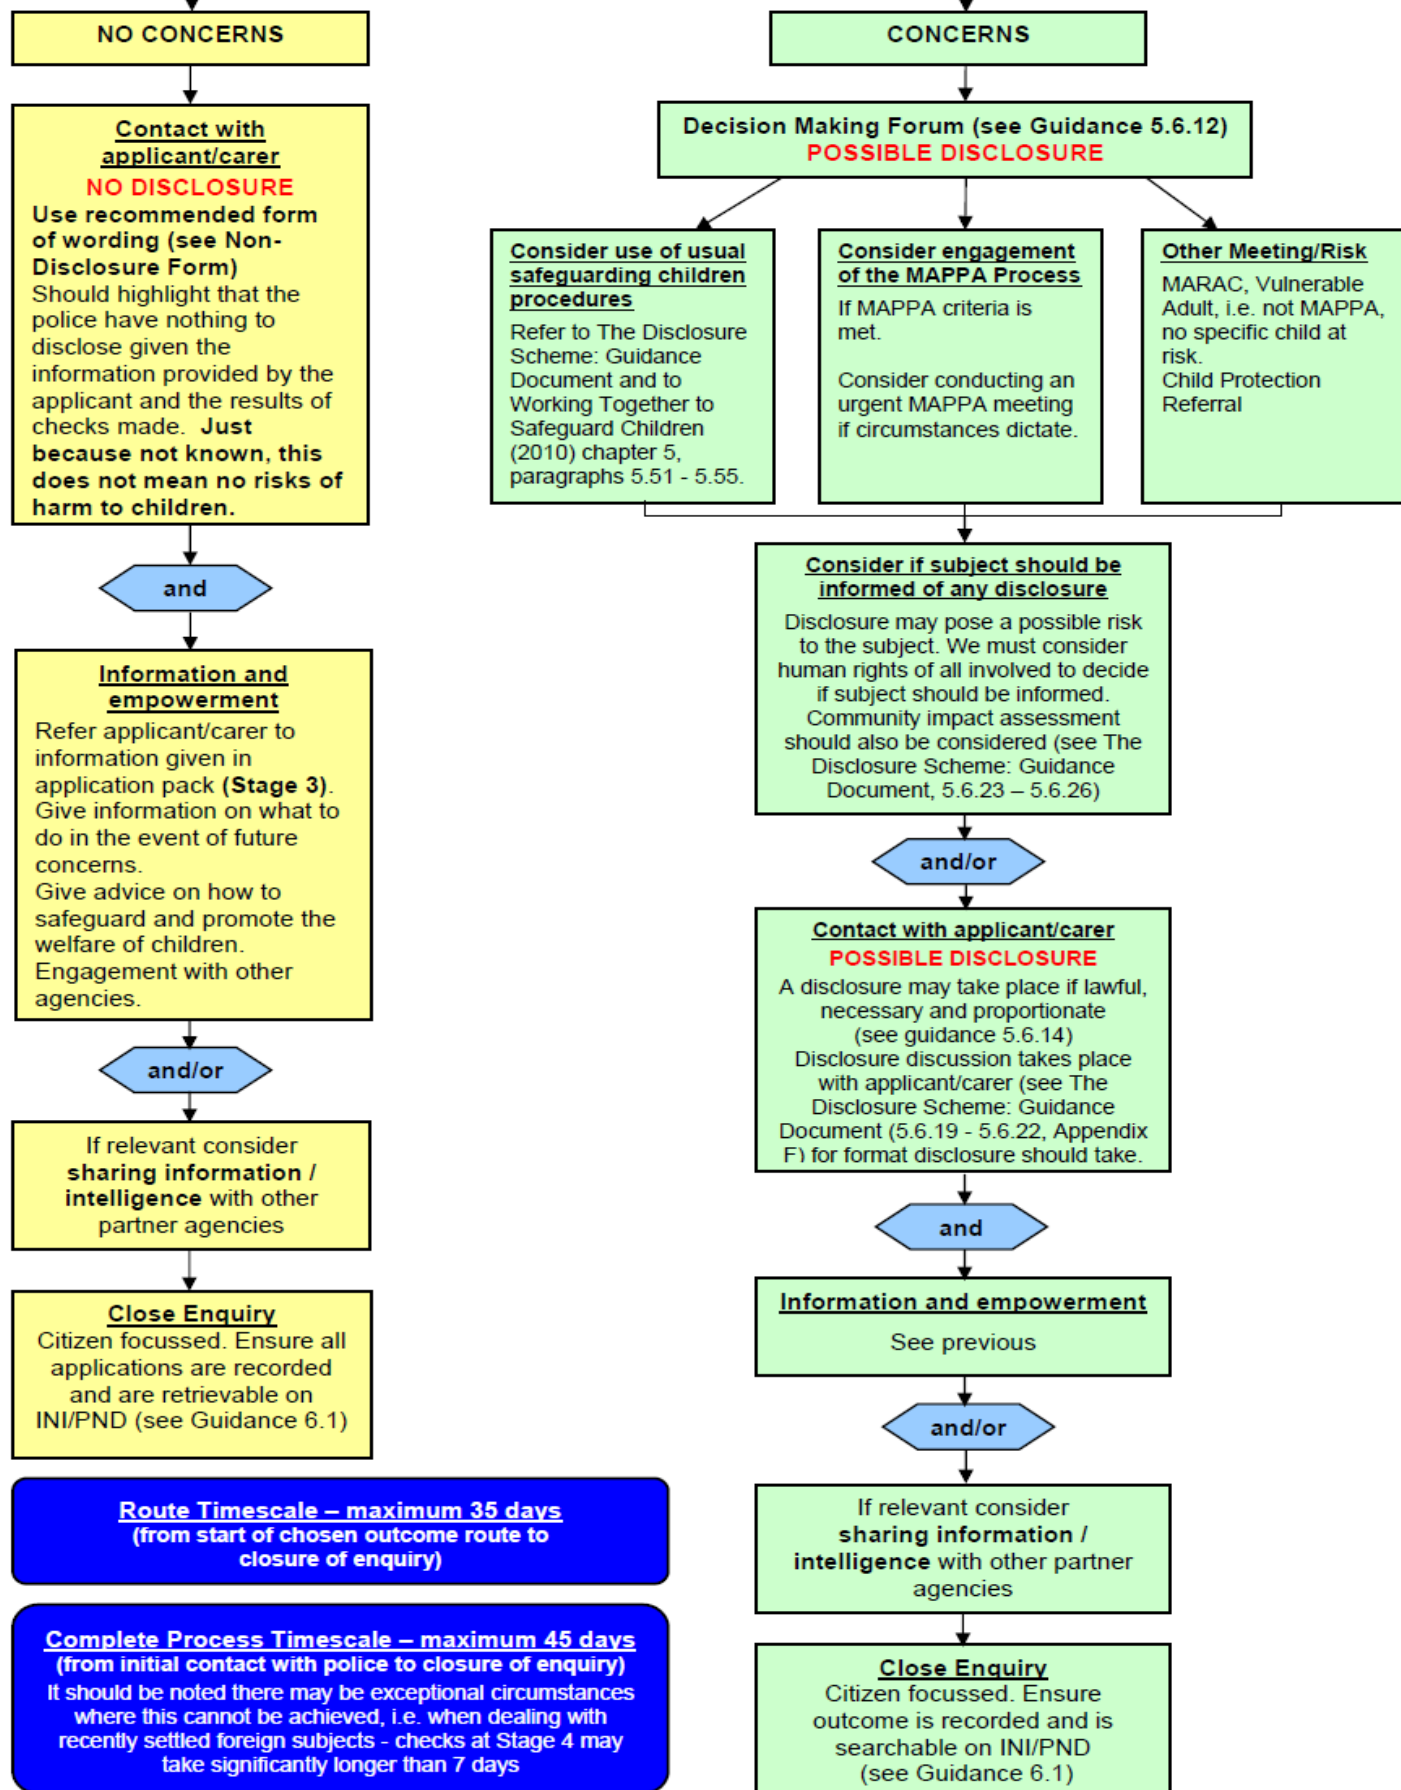 NO CONCERNS
Contact with
applicant/carer
NO DISCLOSURE
Use recommended form
of wording (see Non-
Disclosure Form)
Should highlight that the
police have nothing to
disclose given the
information provided by the
applicant and the results of
checks made. Just
because not known, this
does not mean no risks of
harm to children.
and
Information and
empowerment
Refer applicant/carer to
information given in
application pack (Stage 3).
Give information on what to
do in the event of future
concerns.
Give advice on how to
safeguard and promote the
welfare of children.
Engagement with other
agencies.
and/or
If relevant consider
sharing information /
intelligence with other
partner agencies
Close Enquiry
Citizen focussed. Ensure all
applications are recorded
and are retrievable on
INI/PND (see Guidance 6.1)
Route Timescale – maximum 35 days
(from start of chosen outcome route to
closure of enquiry)
Complete Process Timescale – maximum 45 days
(from initial contact with police to closure of enquiry)
It should be noted there may be exceptional circumstances
where this cannot be achieved, i.e. when dealing with
recently settled foreign subjects - checks at Stage 4 may
take significantly longer than 7 days
CONCERNS
Decision Making Forum (see Guidance 5.6.12)
POSSIBLE DISCLOSURE
Consider use of usual
safeguarding children
procedures
Refer to The Disclosure
Scheme: Guidance
Document and to
Working Together to
Safeguard Children
(2010) chapter 5,
paragraphs 5.51 - 5.55.
Consider engagement
of the MAPPA Process
If MAPPA criteria is
met.
Consider conducting an
urgent MAPPA meeting
if circumstances dictate.
Other Meeting/Risk
MARAC, Vulnerable
Adult, i.e. not MAPPA,
no specific child at
risk.
Child Protection
Referral
Consider if subject should be
informed of any disclosure
Disclosure may pose a possible risk
to the subject. We must consider
human rights of all involved to decide
if subject should be informed.
Community impact assessment
should also be considered (see The
Disclosure Scheme: Guidance
Document, 5.6.23 – 5.6.26)
and/or
Contact with applicant/carer
POSSIBLE DISCLOSURE
A disclosure may take place if lawful,
necessary and proportionate
(see guidance 5.6.14)
Disclosure discussion takes place
with applicant/carer (see The
Disclosure Scheme: Guidance
Document (5.6.19 - 5.6.22, Appendix
F) for format disclosure should take.
and
Information and empowerment
See previous
and/or
If relevant consider
sharing information /
intelligence with other partner
agencies
Close Enquiry
Citizen focussed. Ensure
outcome is recorded and is
searchable on INI/PND
(see Guidance 6.1)